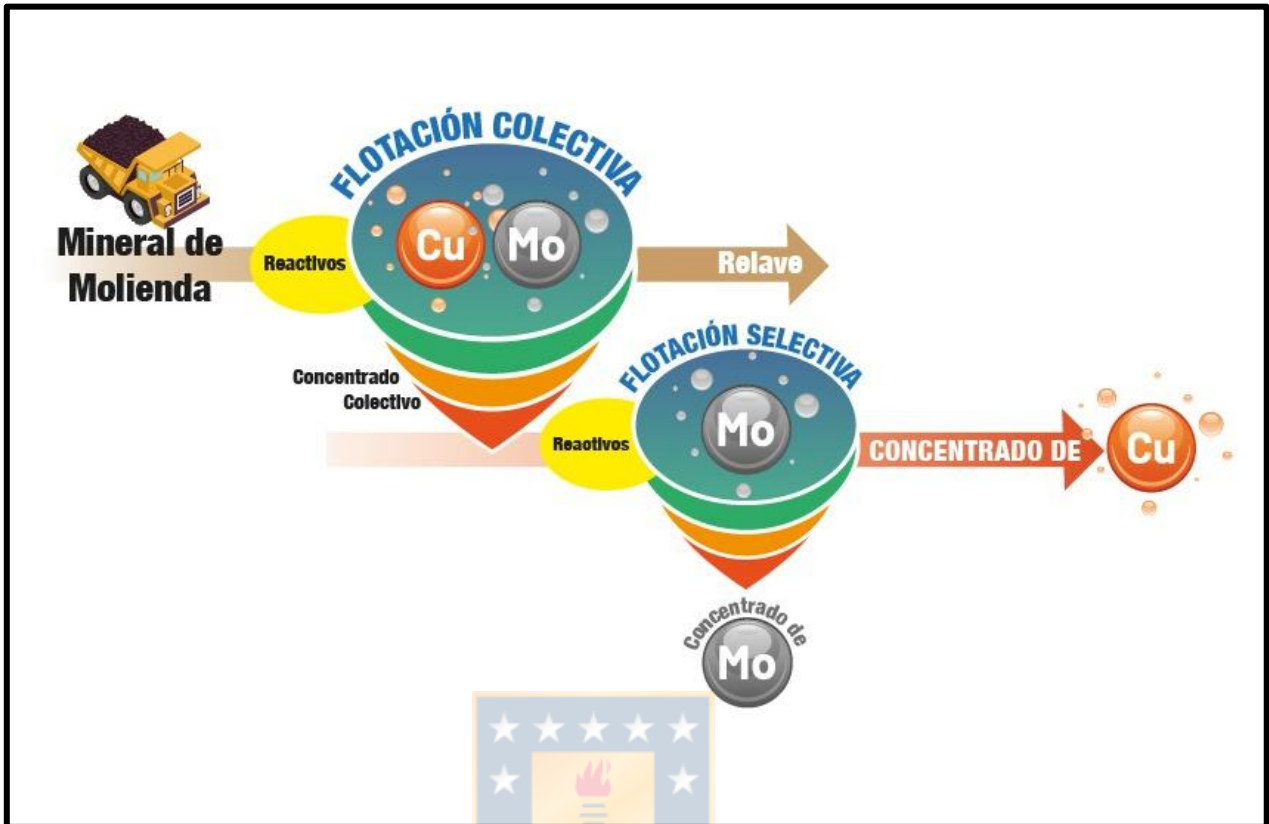 FLOTACIÓN COLECTIVA
Mineral de
Molienda
Reactivos
Cu
Mo
Relave
Concentrado
Colectivo
FLOTACIÓN SELECTIVA
Reactivos
Mo
CONCENTRADO DE
Cu
Concentrado de
Mo